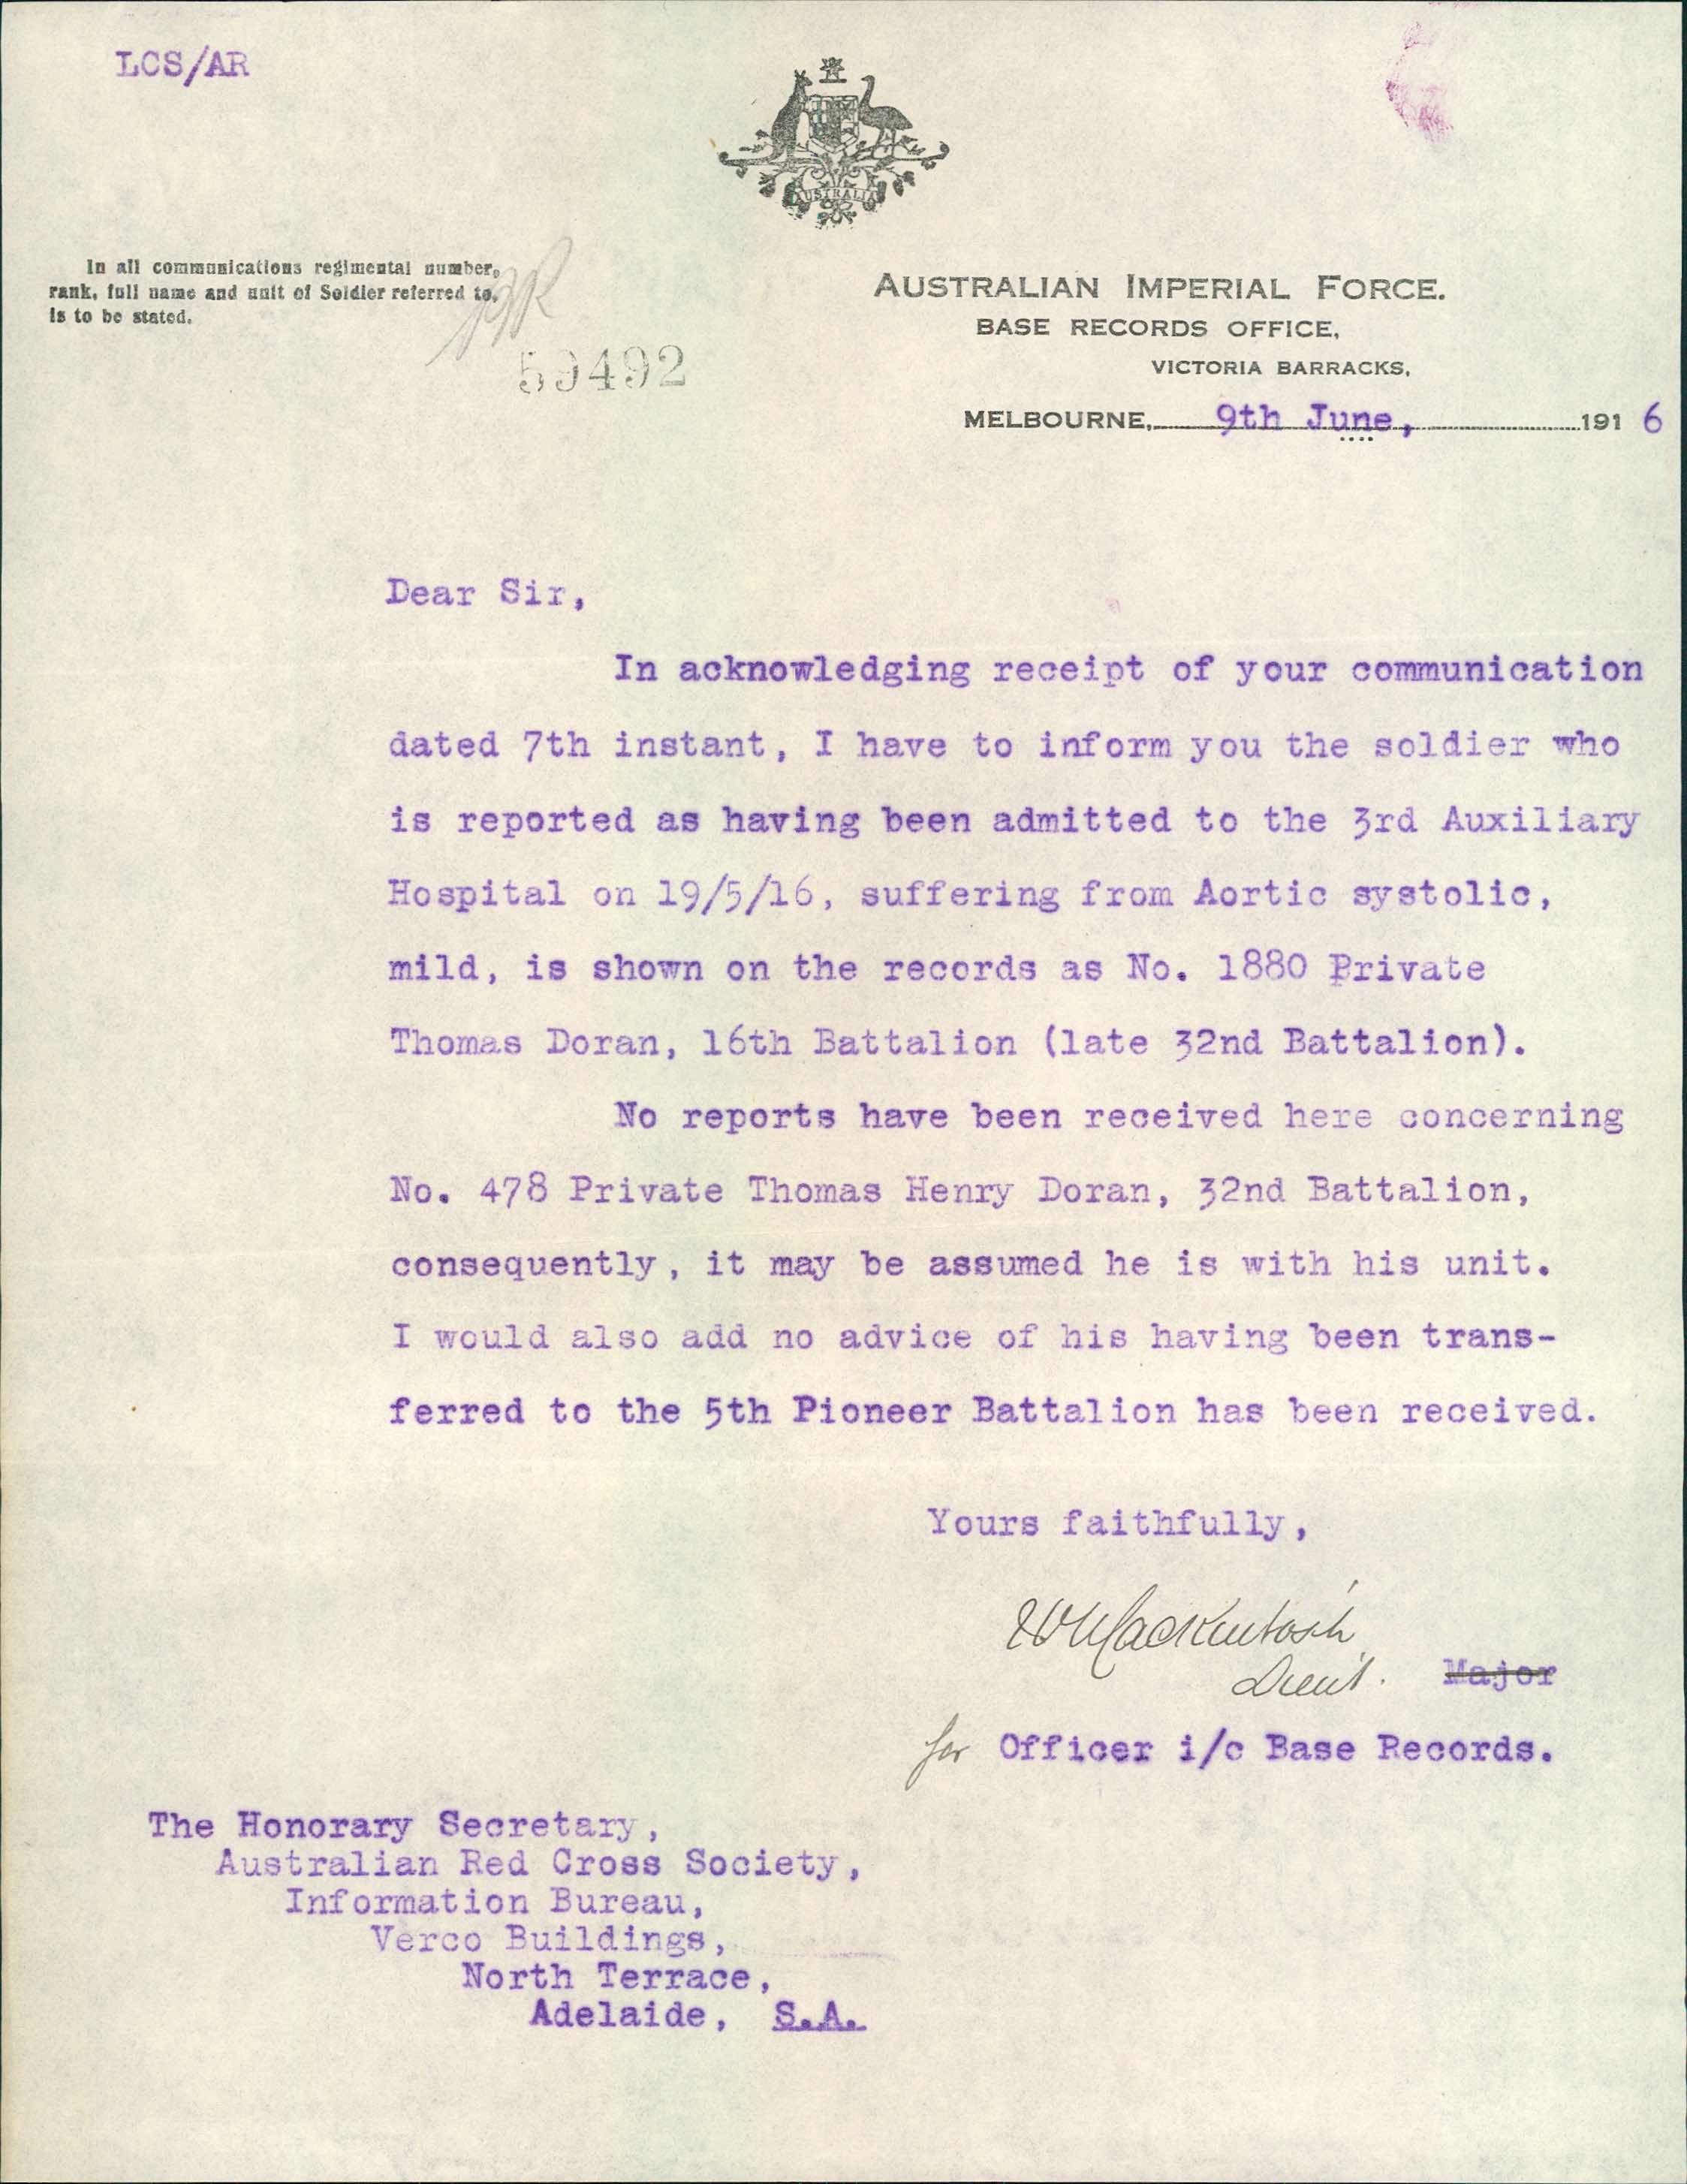 LCS/AR
AUSTRALIA
In all communications regimental number,
rank, full name and unit of Soldier referred to,
is to be stated.
59492
AUSTRALIAN IMPERIAL FORCE.
BASE RECORDS OFFICE,
VICTORIA BARRACKS,
MELBOURNE, 9th June, 1916
Dear Sir,
In acknowledging receipt of your communication
dated 7th instant, I have to inform you the soldier who
is reported as having been admitted to the 3rd Auxiliary
Hospital on 19/5/16, suffering from Aortic systolic,
mild, is shown on the records as No. 1880 Private
Thomas Doran, 16th Battalion (late 32nd Battalion).
No reports have been received here concerning
No. 478 Private Thomas Henry Doran, 32nd Battalion,
consequently, it may be assumed he is with his unit.
I would also add no advice of his having been trans-
ferred to the 5th Pioneer Battalion has been received.
Yours faithfully,
Mackintosh
Lieut. Major
for Officer i/c Base Records.
The Honorary Secretary,
Australian Red Cross Society,
Information Bureau,
Verco Buildings,
North Terrace,
Adelaide, S.A.